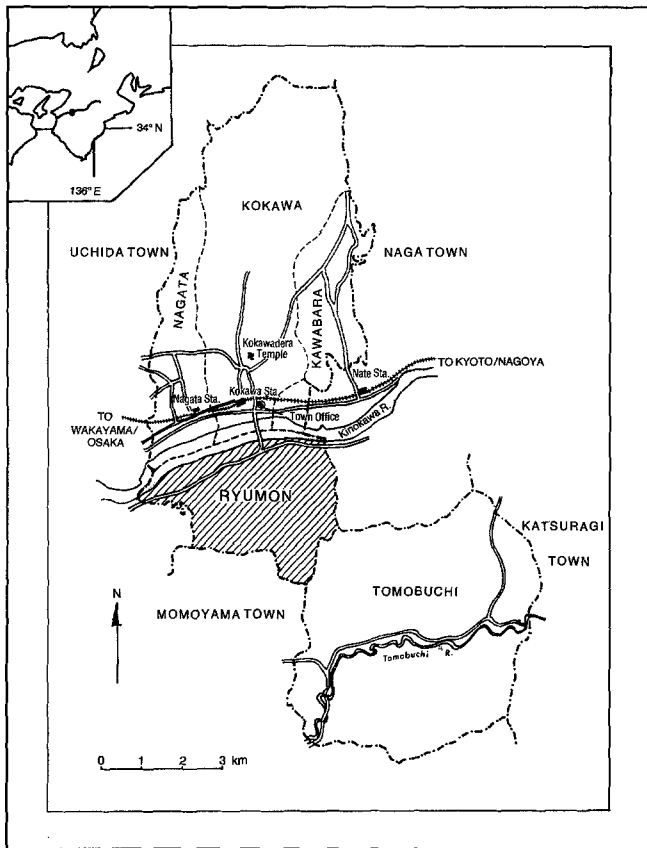 34° N
136° E
KOKAWA
UCHIDA TOWN
NAGA TOWN
NAGATA
KAWABARA
Kokawadera
Temple
TO KYOTO/NAGOYA
Nate Sta.
Nagata Sta.
Kokawa Sta.
Town Office
Kinokawa R.
TO
WAKAYAMA/
OSAKA
RYUMON
KATSURAGI
TOWN
TOMOBUCHI
N
MOMOYAMA TOWN
Tomobuchi R.
0 1 2 3 km